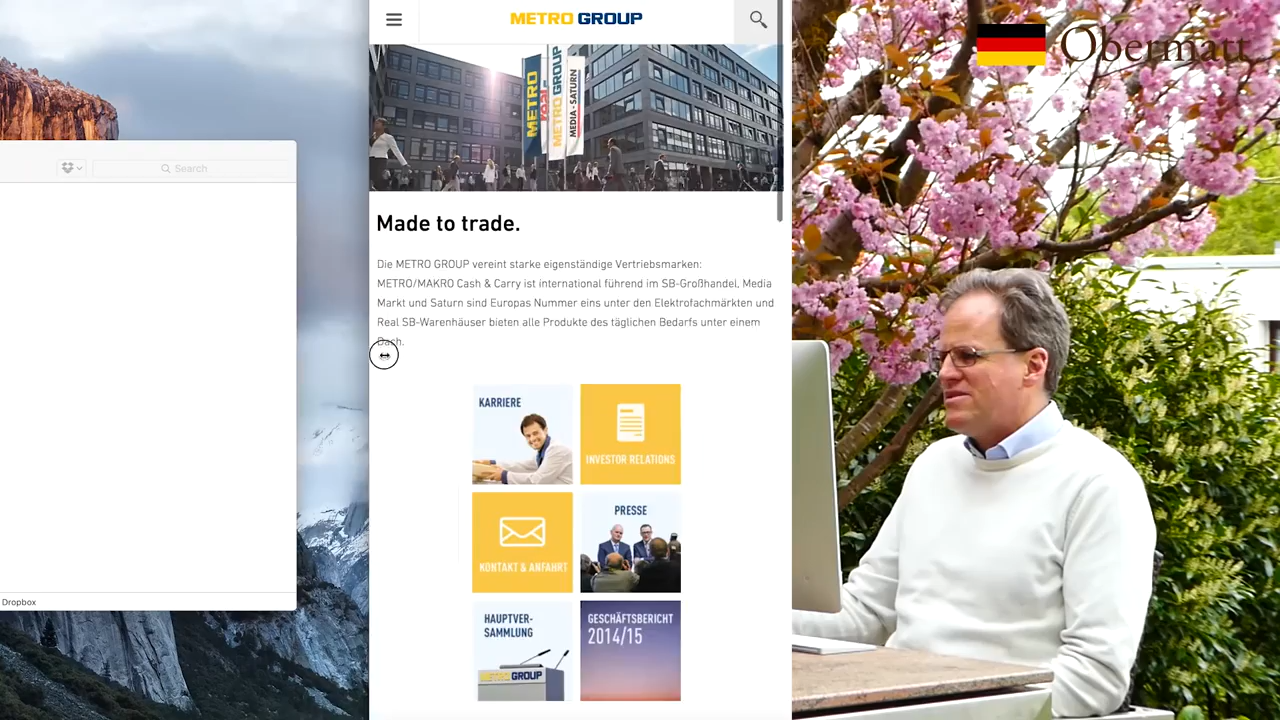 METRO GROUP
Obermatt
Search
METRO
METRO GROUP
MEDIA·SATURN
Made to trade.
Die METRO GROUP vereint starke eigenständige Vertriebsmarken:
METRO/MAKRO Cash & Carry ist international führend im SB-Großhandel, Media
Markt und Saturn sind Europas Nummer eins unter den Elektrofachmärkten und
Real SB-Warenhäuser bieten alle Produkte des täglichen Bedarfs unter einem
Dach.
KARRIERE
INVESTOR RELATIONS
KONTAKT & ANFAHRT
PRESSE
HAUPTVER-
SAMMLUNG
METRO GROUP
GESCHÄFTSBERICHT
2014/15
Dropbox